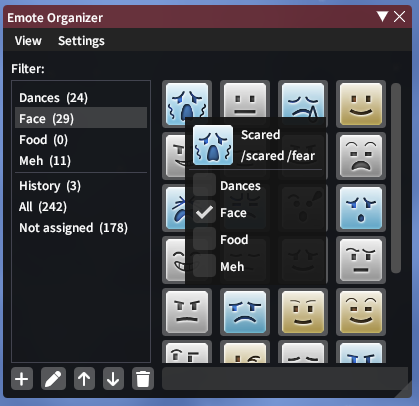 Emote Organizer
View Settings
Filter:
Dances (24)
Face (29)
Food (0)
Meh (11)
History (3)
All (242)
Not assigned (178)
Scared
/scared /fear
Dances
Face
Food
Meh